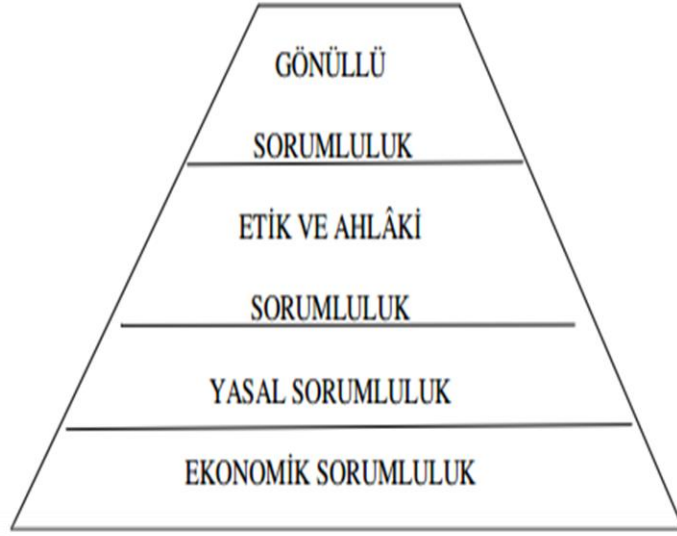 GÖNÜLLÜ
SORUMLULUK
ETİK VE AHLÂKİ
SORUMLULUK
YASAL SORUMLULUK
EKONOMİK SORUMLULUK